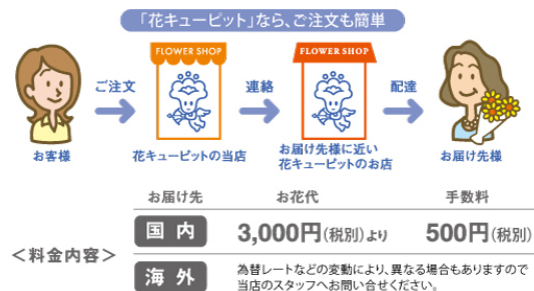 「花キューピット」なら、ご注文も簡単
FLOWER SHOP
FLOWER SHOP
ご注文
連絡
配達
お客様
花キューピットの当店
お届け先様に近い
花キューピットのお店
お届け先様
お届け先 お花代 手数料
国内 3,000円(税別)より 500円(税別)
＜料金内容＞
海外 為替レートなどの変動により、異なる場合もありますので
当店のスタッフへお問い合せください。